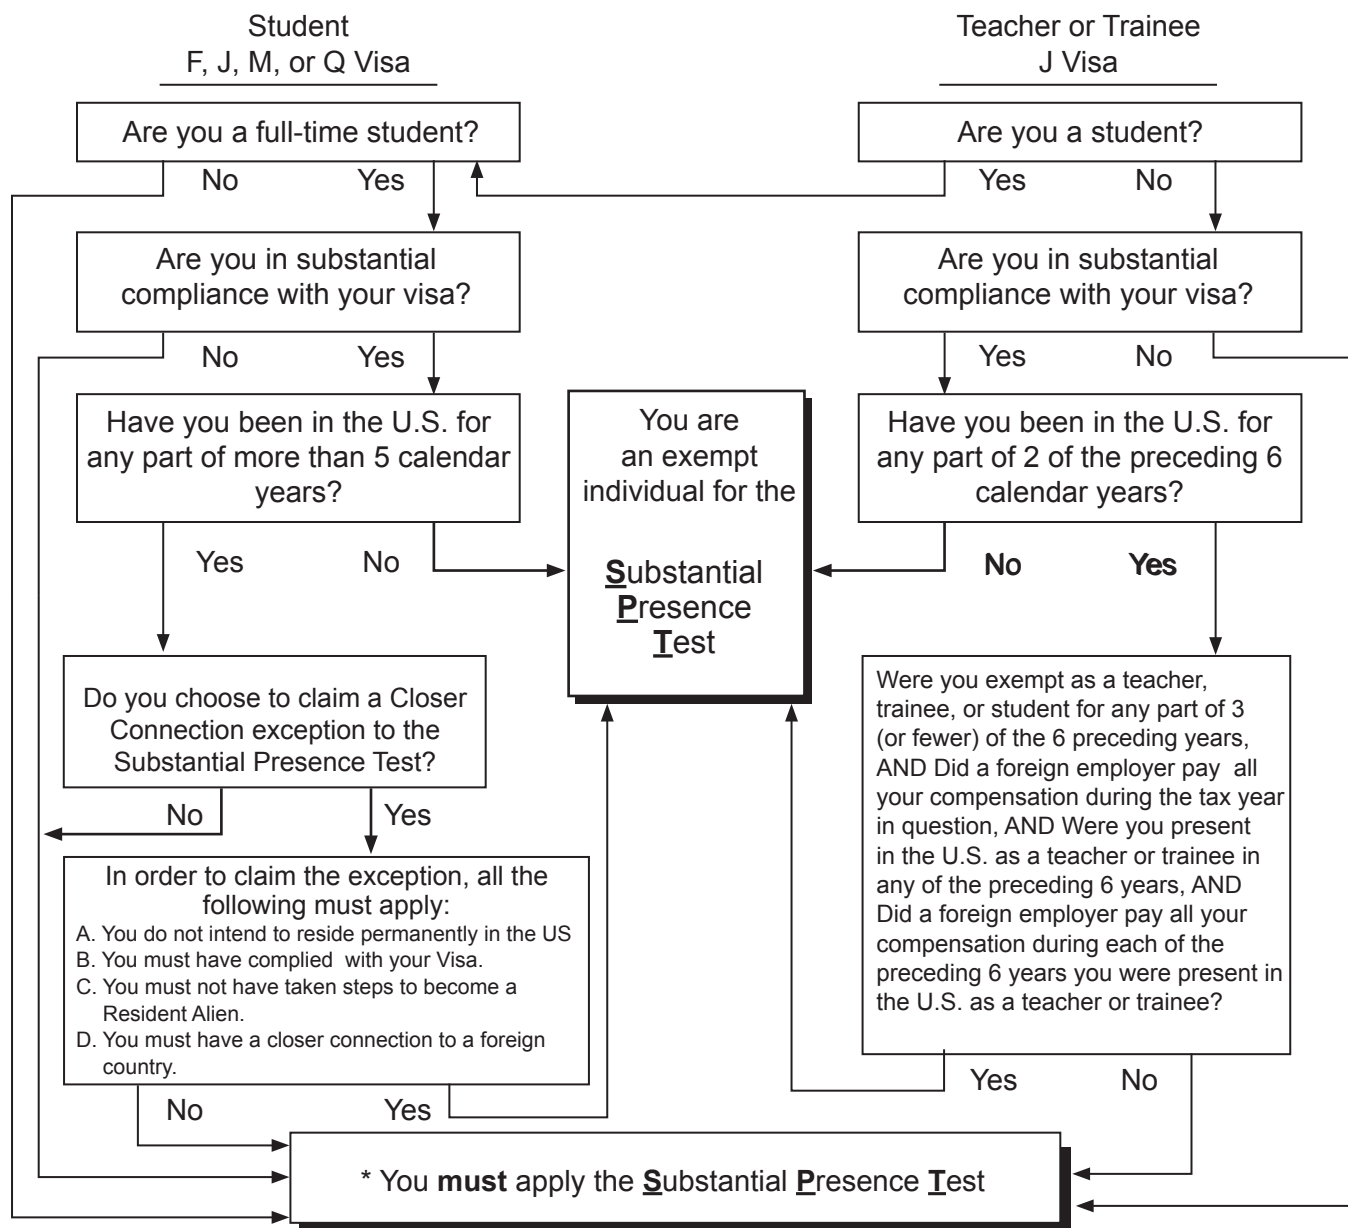 Student
F, J, M, or Q Visa
Teacher or Trainee
J Visa
Are you a full-time student?
Are you a student?
No
Yes
Yes
No
Are you in substantial
compliance with your visa?
Are you in substantial
compliance with your visa?
No
Yes
Yes
No
Have you been in the U.S. for
any part of more than 5 calendar
years?
You are
an exempt
individual for the
Substantial
Presence
Test
Have you been in the U.S. for
any part of 2 of the preceding 6
calendar years?
Yes
No
No
Yes
Do you choose to claim a Closer
Connection exception to the
Substantial Presence Test?
Were you exempt as a teacher,
trainee, or student for any part of 3
(or fewer) of the 6 preceding years,
AND Did a foreign employer pay all
your compensation during the tax year
in question, AND Were you present
in the U.S. as a teacher or trainee in
any of the preceding 6 years, AND
Did a foreign employer pay all your
compensation during each of the
preceding 6 years you were present in
the U.S. as a teacher or trainee?
No
Yes
In order to claim the exception, all the
following must apply:
A. You do not intend to reside permanently in the US
B. You must have complied with your Visa.
C. You must not have taken steps to become a
Resident Alien.
D. You must have a closer connection to a foreign
country.
Yes
No
No
Yes
* You must apply the Substantial Presence Test